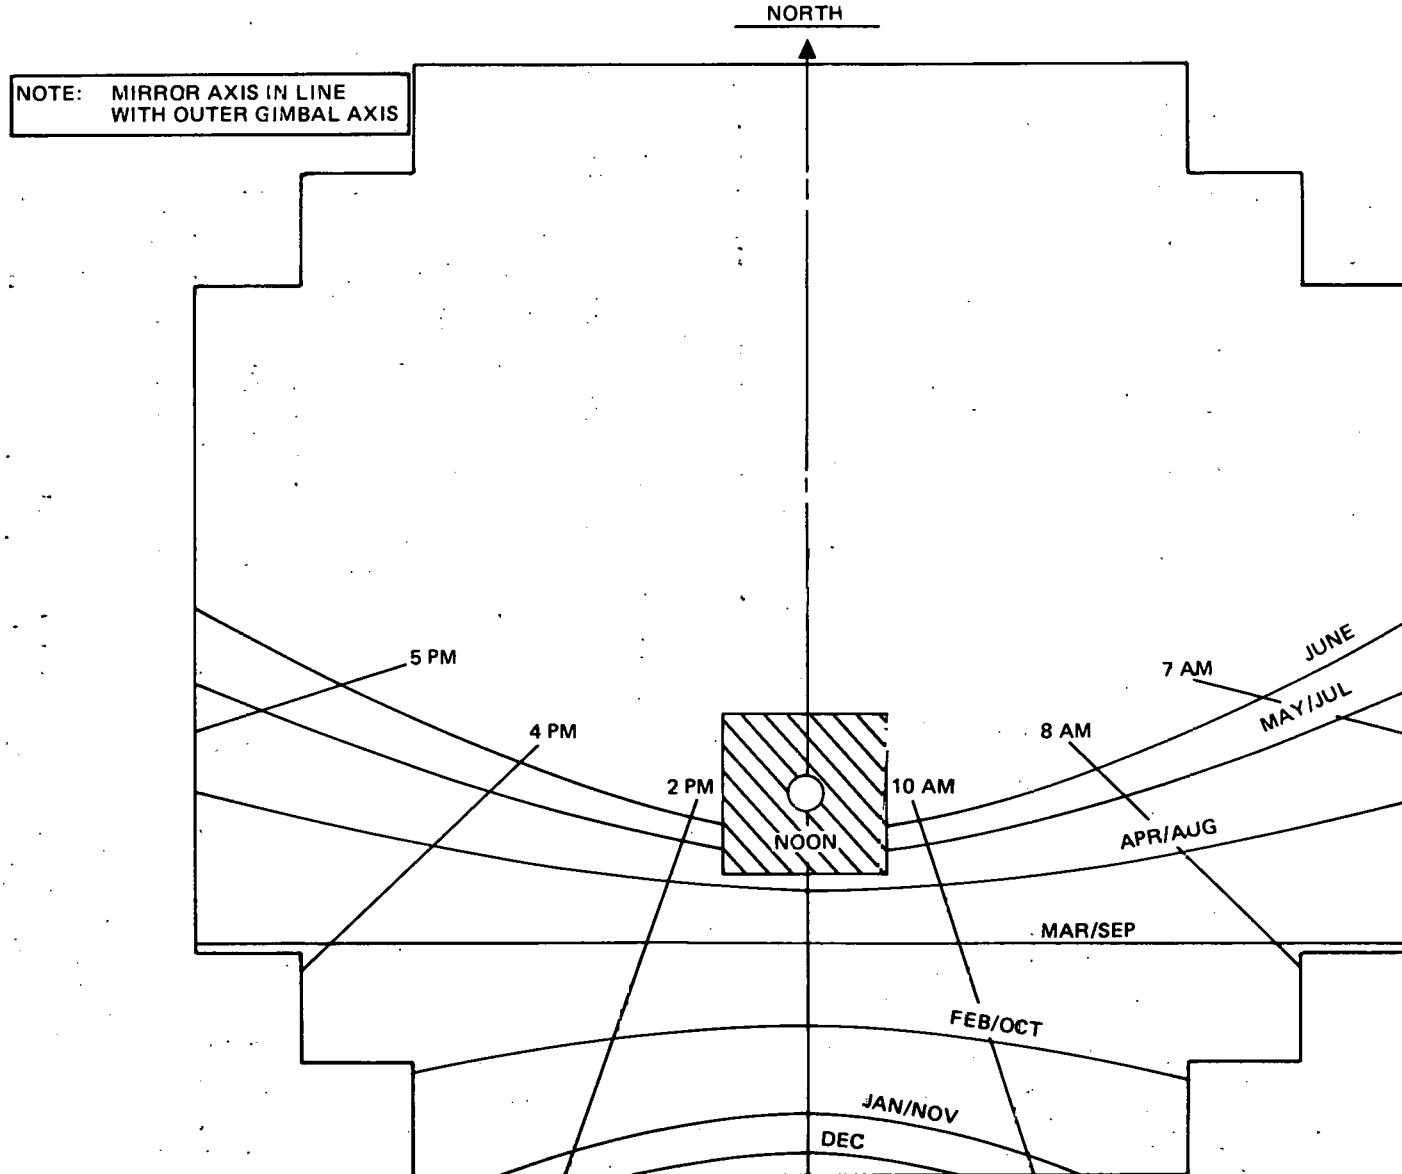 NORTH
NOTE: MIRROR AXIS IN LINE
WITH OUTER GIMBAL AXIS
5 PM
7 AM
JUNE
MAY/JUL
4 PM
8 AM
2 PM
10 AM
NOON
APR/AUG
MAR/SEP
FEB/OCT
JAN/NOV
DEC